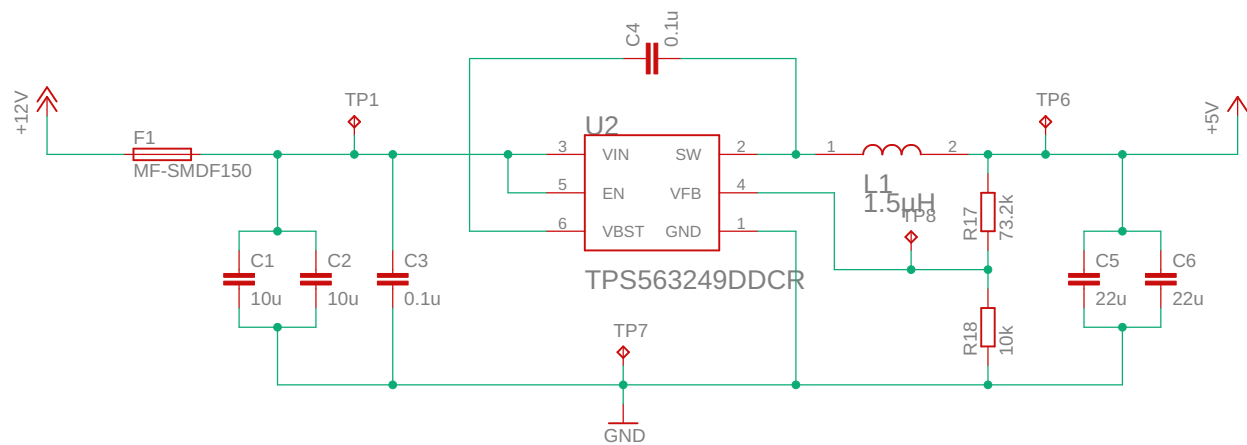 C4
0.1u
+12V
TP1
TP6
+5V
F1
MF-SMDF150
U2
3
VIN
SW
2
1
2
5
EN
VFB
4
L1
1.5µH
6
VBST
GND
1
TP8
R17
73.2k
TPS563249DDCR
C1
10u
C2
10u
C3
0.1u
C5
22u
C6
22u
R18
10k
TP7
GND